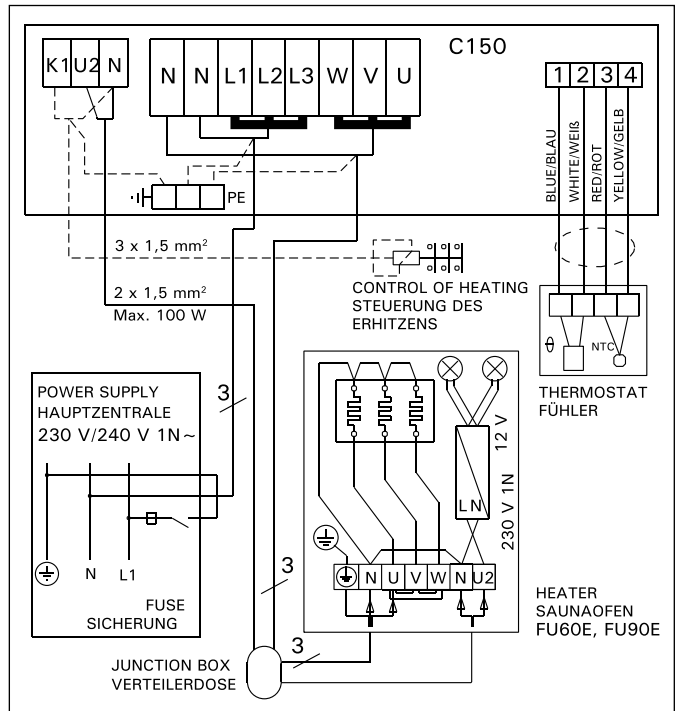 C150
K1 U2 N
N N L1 L2 L3 W V U
1 2 3 4
BLUE/BLAU
WHITE/WEIß
RED/ROT
YELLOW/GELB
PE
3 x 1,5 mm²
2 x 1,5 mm²
Max. 100 W
CONTROL OF HEATING
STEUERUNG DES
ERHITZENS
NTC
THERMOSTAT
FÜHLER
POWER SUPPLY
HAUPTZENTRALE
230 V/240 V 1N~
N L1
FUSE
SICHERUNG
3
3
3
12 V
L N
230 V 1N
N U V W N U2
HEATER
SAUNAOFEN
FU60E, FU90E
JUNCTION BOX
VERTEILERDOSE